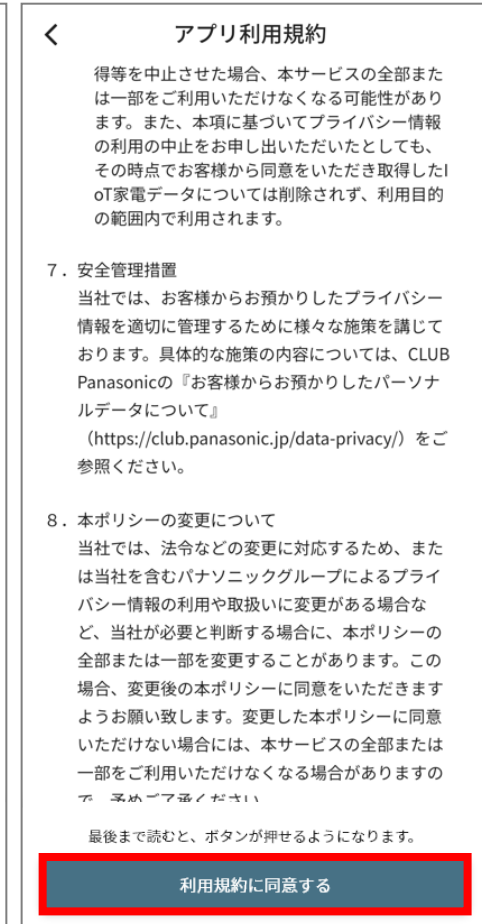 アプリ利用規約
得等を中止させた場合、本サービスの全部また
は一部をご利用いただけなくなる可能性があり
ます。また、本項に基づいてプライバシー情報
の利用の中止をお申し出いただいたとしても、
その時点でお客様から同意をいただき取得したI
oT家電データについては削除されず、利用目的
の範囲内で利用されます。
7．安全管理措置
当社では、お客様からお預かりしたプライバシー
情報を適切に管理するために様々な施策を講じて
おります。具体的な施策の内容については、CLUB
Panasonicの『お客様からお預かりしたパーソナ
ルデータについて』
（https://club.panasonic.jp/data-privacy/）をご
参照ください。
8．本ポリシーの変更について
当社では、法令などの変更に対応するため、また
は当社を含むパナソニックグループによるプライ
バシー情報の利用や取扱いに変更がある場合な
ど、当社が必要と判断する場合に、本ポリシーの
全部または一部を変更することがあります。この
場合、変更後の本ポリシーに同意をいただきます
ようお願い致します。変更した本ポリシーに同意
いただけない場合には、本サービスの全部または
一部をご利用いただけなくなる場合がありますの
で、予めご了承ください
最後まで読むと、ボタンが押せるようになります。
利用規約に同意する